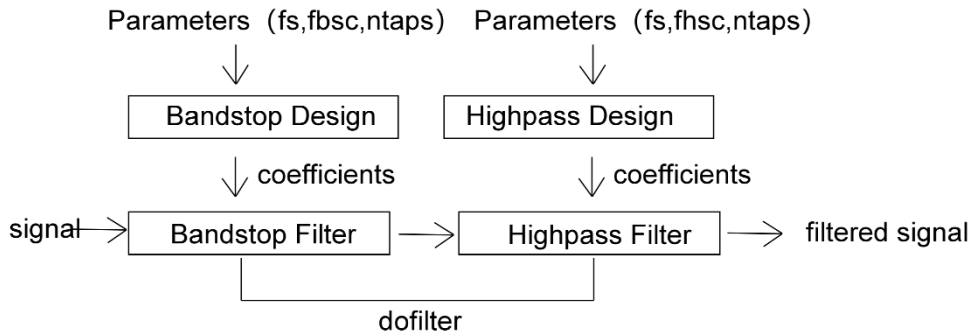 Parameters（fs,fbsc,ntaps） Parameters（fs,fhsc,ntaps）
Bandstop Design Highpass Design
coefficients coefficients
signal Bandstop Filter Highpass Filter filtered signal
dofilter